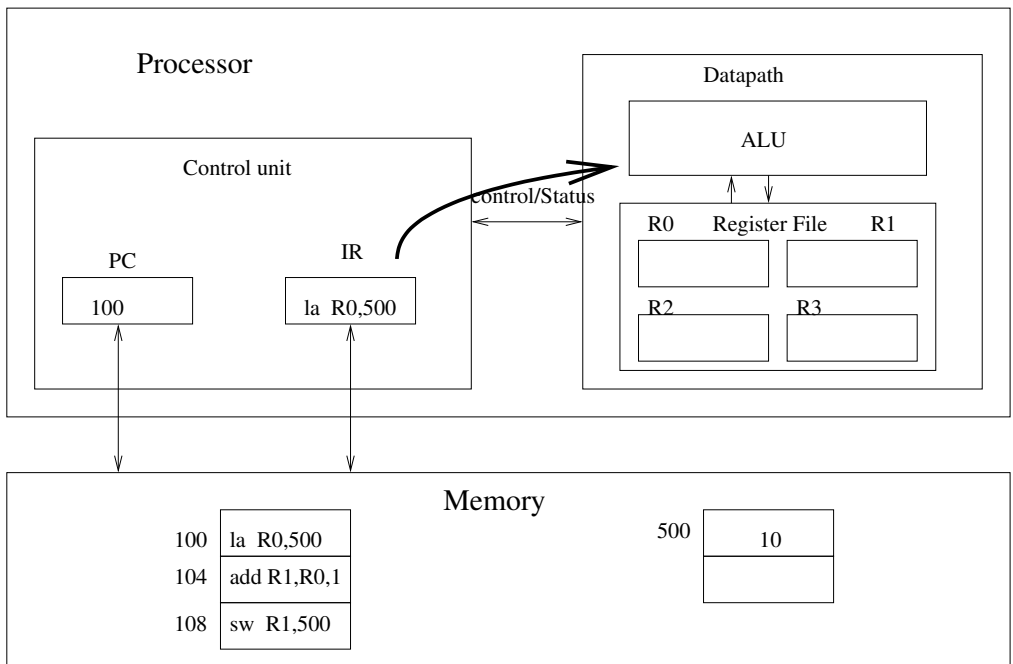 Processor
Datapath
ALU
Control unit
control/Status
R0 Register File R1
PC
IR
100
la R0,500
R2
R3
Memory
100 la R0,500
104 add R1,R0,1
108 sw R1,500
500 10